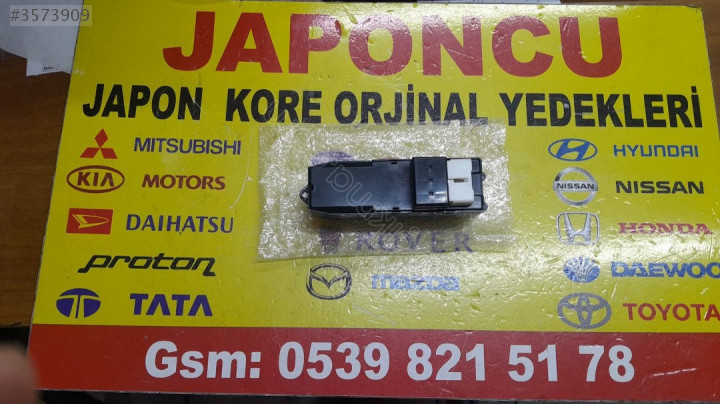 #3573909
JAPONCU
JAPON KORE ORJİNAL YEDEKLERİ
MITSUBISHI
HYUNDAI
KIA MOTORS
NISSAN NISSAN
DAIHATSU
HONDA
ROVER
proton
mazda
DAEWOO
TATA
TOYOTA
Gsm: 0539 821 51 78